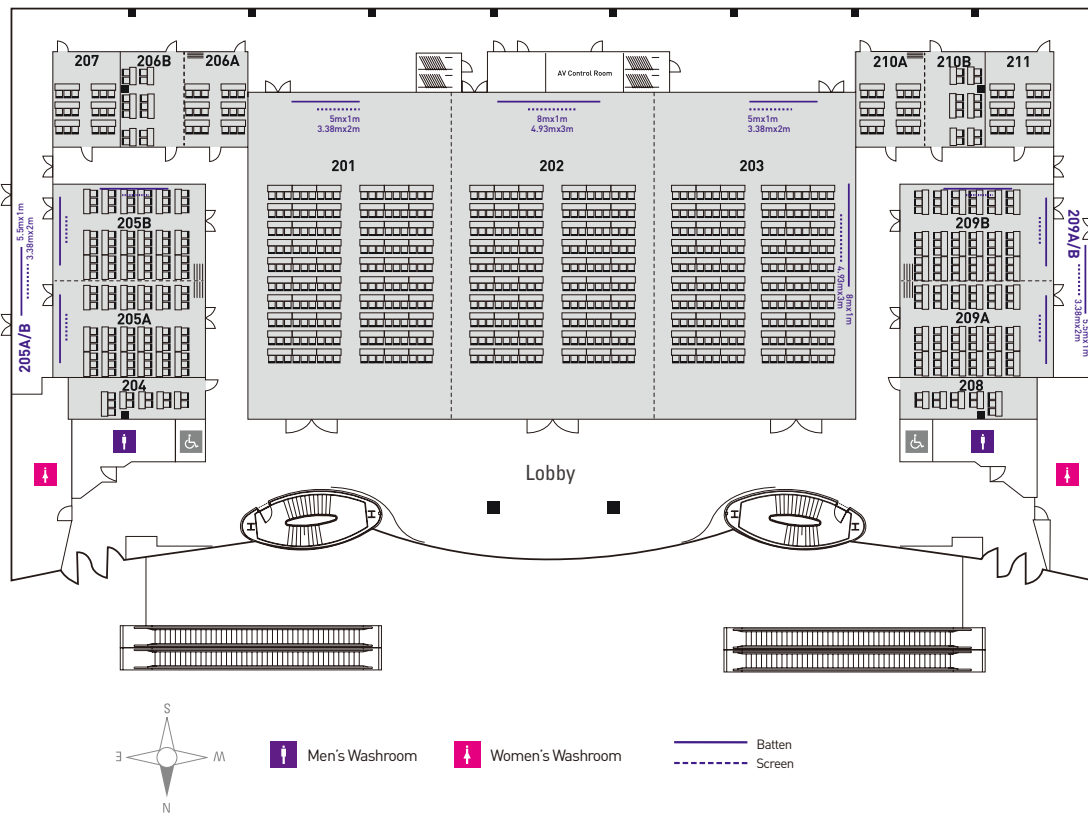 207
206B
206A
AV Control Room
210A
210B
211
5mx1m
3.38mx2m
8mx1m
4.93mx3m
5mx1m
3.38mx2m
201
202
203
205B
209B
5.5mx1m
3.38mx2m
205A/B
8mx1m
4.93mx3m
209A/B
5.5mx1m
3.38mx2m
205A
209A
204
208
Lobby
S
E
W
N
Men's Washroom
Women's Washroom
Batten
Screen